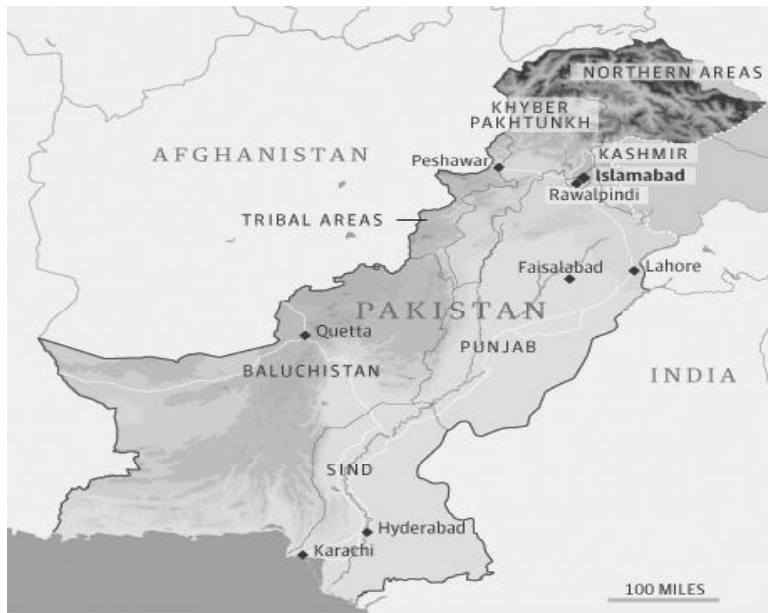 NORTHERN AREAS
KHYBER
PAKHTUNKH
AFGHANISTAN
KASHMIR
Peshawar
Islamabad
Rawalpindi
TRIBAL AREAS
Faisalabad
Lahore
PAKISTAN
Quetta
PUNJAB
BALUCHISTAN
INDIA
SIND
Hyderabad
Karachi
100 MILES